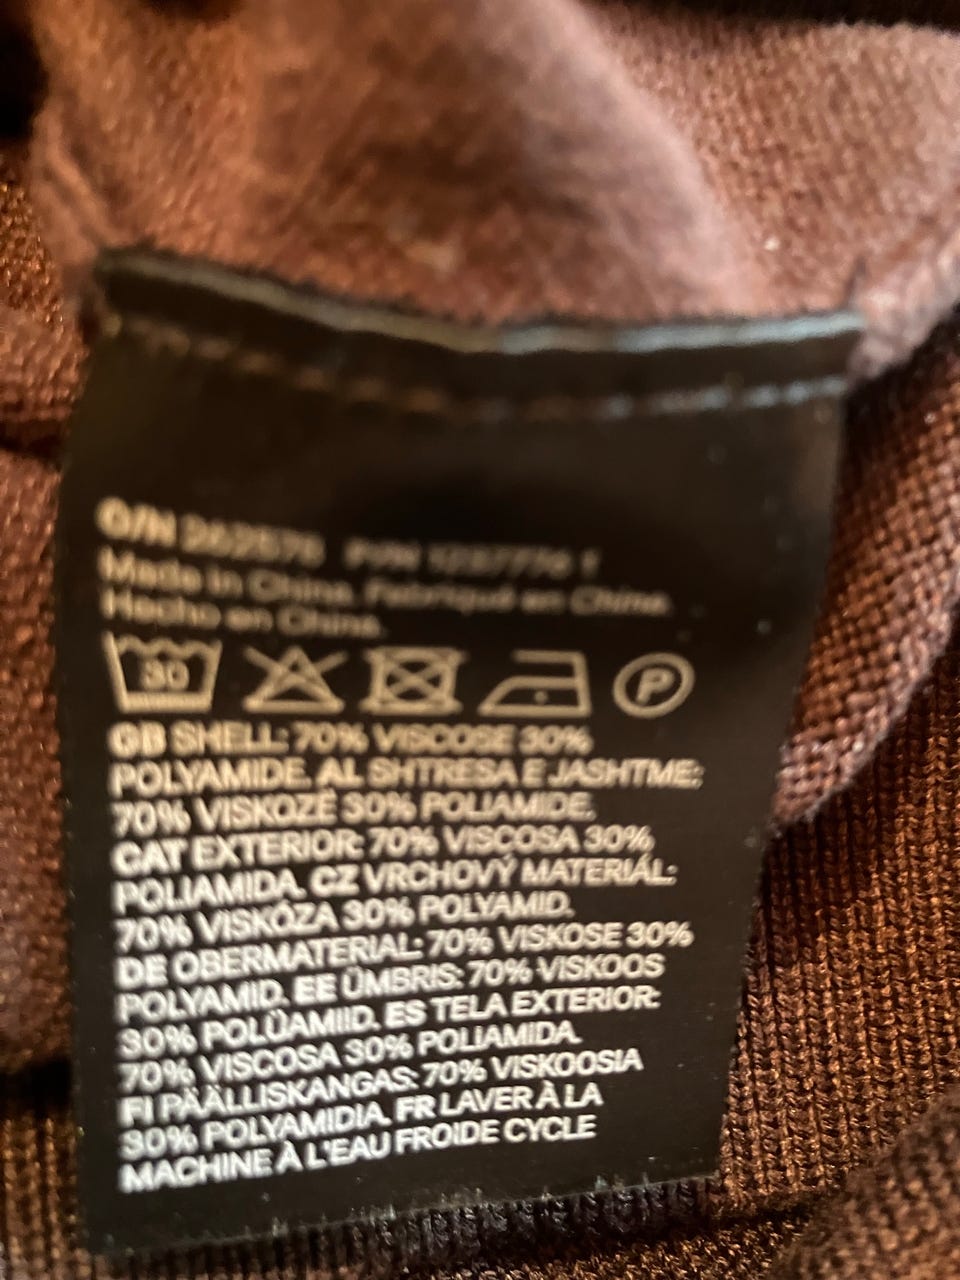 O/N 262578 P/N
Made in China. Fabriqué en Chine.
Hecho en China.
30 P
GB SHELL: 70% VISCOSE 30%
POLYAMIDE. AL SHTRESA E JASHTME:
70% VISKOZË 30% POLIAMIDE.
CAT EXTERIOR: 70% VISCOSA 30%
POLIAMIDA. CZ VRCHOVÝ MATERIÁL:
70% VISKÓZA 30% POLYAMID.
DE OBERMATERIAL: 70% VISKOSE 30%
POLYAMID. EE ÜMBRIS: 70% VISKOOS
30% POLÜAMIID. ES TELA EXTERIOR:
70% VISCOSA 30% POLIAMIDA.
FI PÄÄLLISKANGAS: 70% VISKOOSIA
30% POLYAMIDIA. FR LAVER À LA
MACHINE À L'EAU FROIDE CYCLE